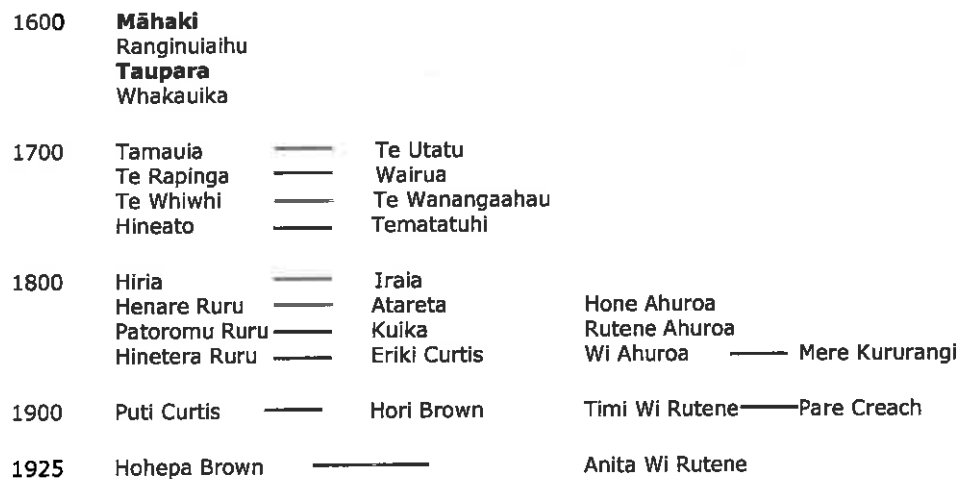 1600 Māhaki
Ranginuiaihu
Taupara
Whakauika
1700 Tamauia Te Utatu
Te Rapinga Wairua
Te Whiwhi Te Wanangaahau
Hineato Tematatuhi
1800 Hiria Iraia
Henare Ruru Atareta Hone Ahuroa
Patoromu Ruru Kuika Rutene Ahuroa
Hinetera Ruru Eriki Curtis Wi Ahuroa Mere Kururangi
1900 Puti Curtis Hori Brown Timi Wi Rutene Pare Creach
1925 Hohepa Brown Anita Wi Rutene